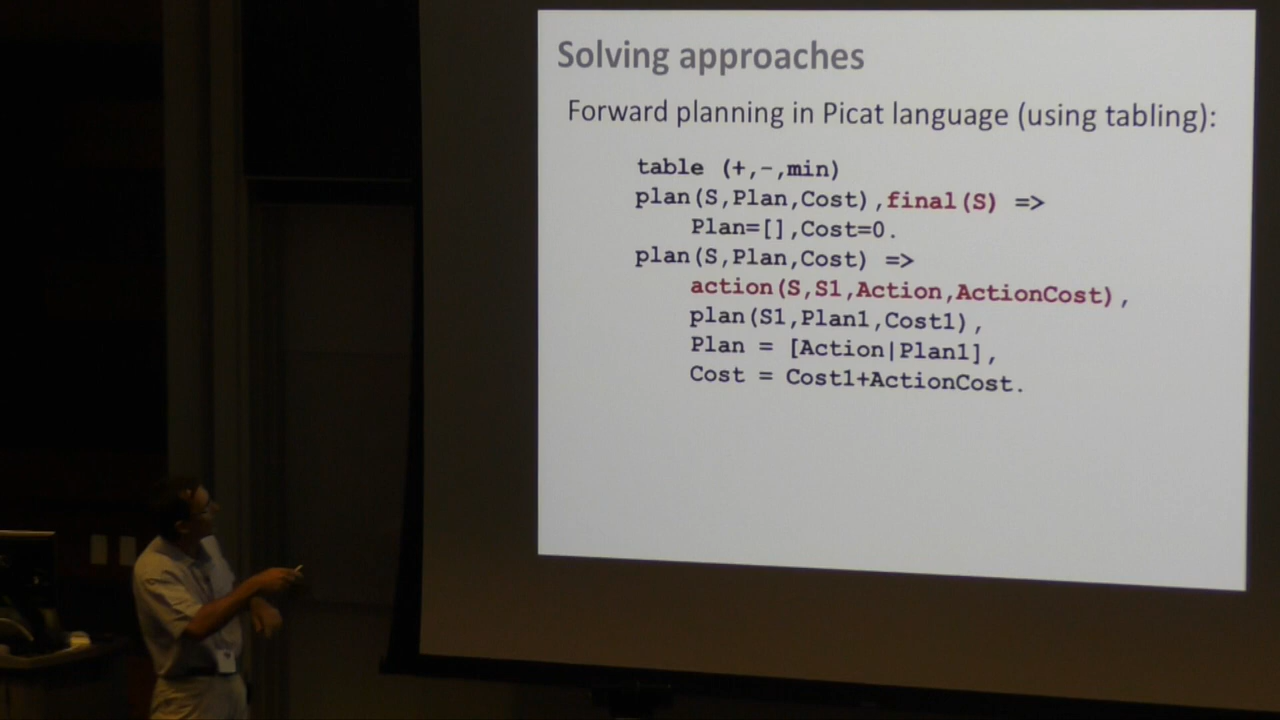 Solving approaches
Forward planning in Picat language (using tabling):
table (+,-,min)
plan(S,Plan,Cost),final(S) =>
Plan=[],Cost=0.
plan(S,Plan,Cost) =>
action(S,S1,Action,ActionCost),
plan(S1,Plan1,Cost1),
Plan = [Action|Plan1],
Cost = Cost1+ActionCost.